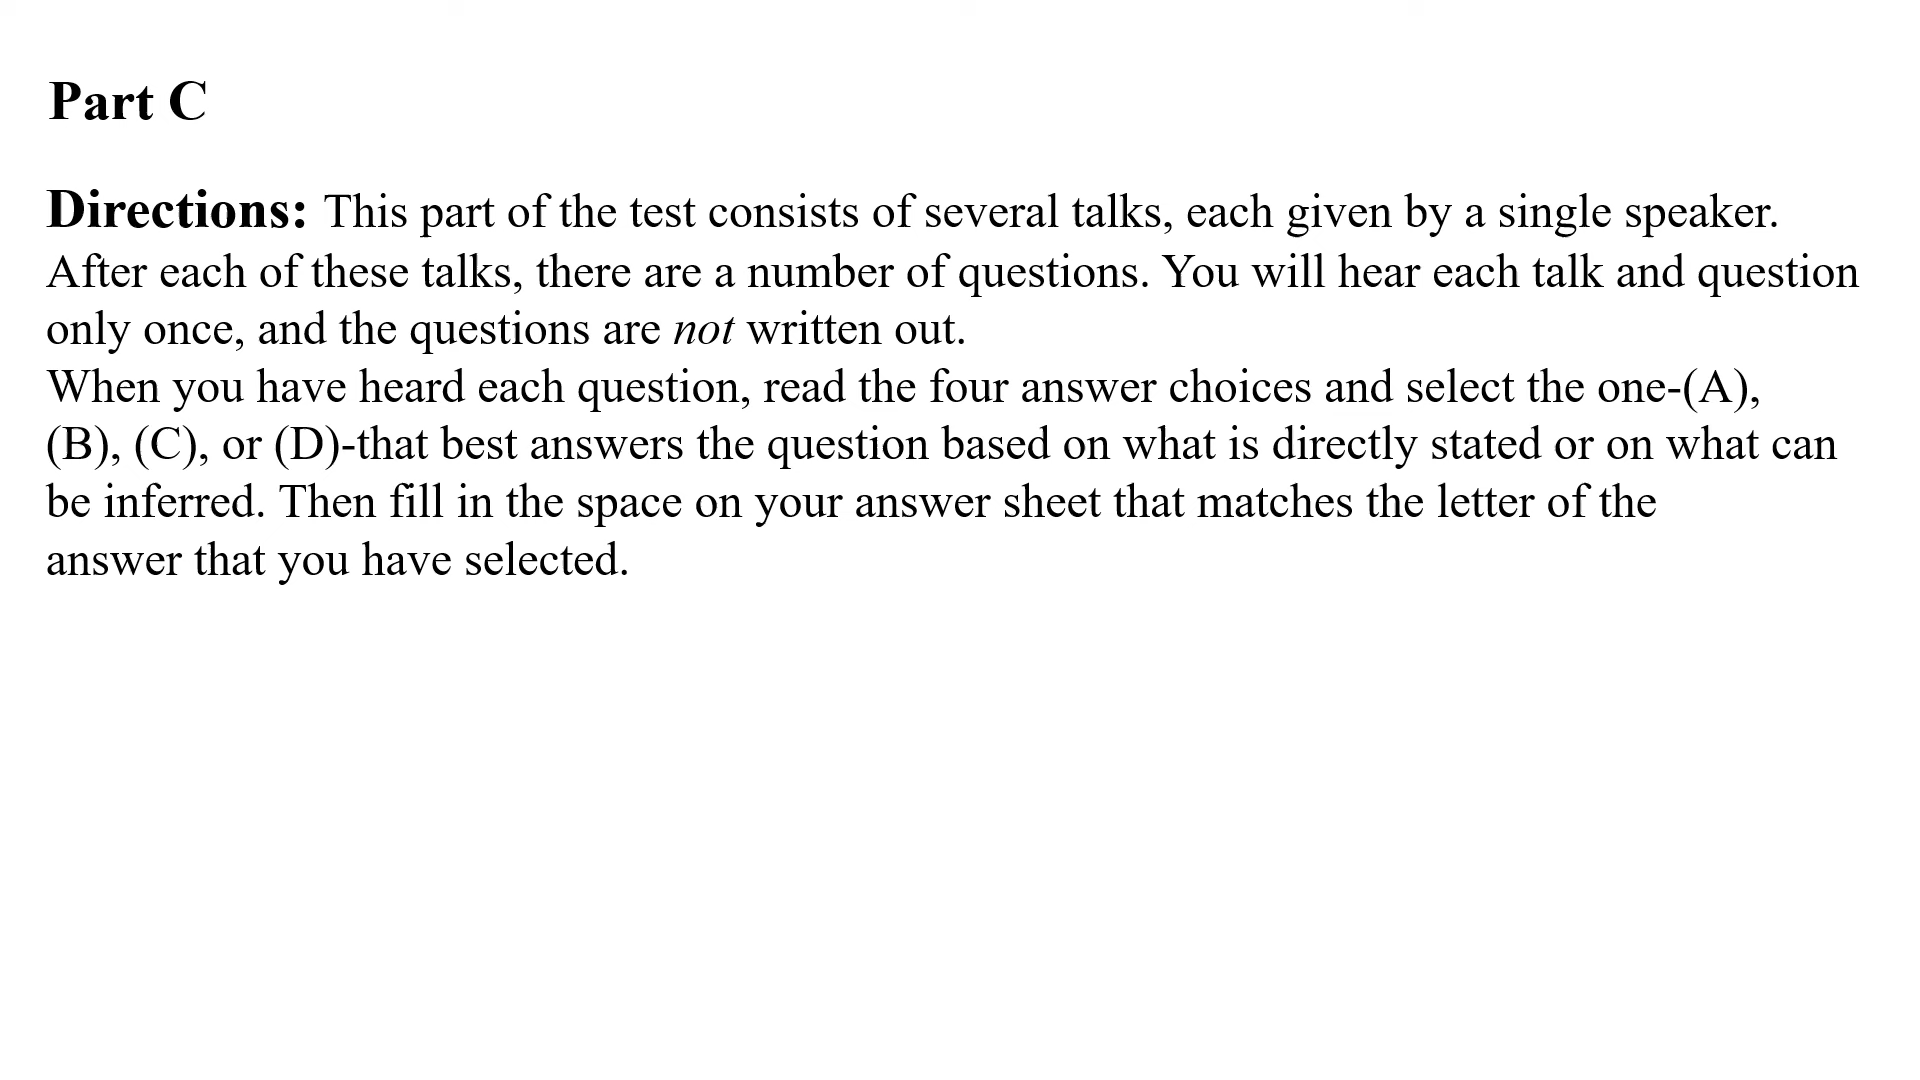 Part C
Directions: This part of the test consists of several talks, each given by a single speaker.
After each of these talks, there are a number of questions. You will hear each talk and question
only once, and the questions are not written out.
When you have heard each question, read the four answer choices and select the one-(A),
(B), (C), or (D)-that best answers the question based on what is directly stated or on what can
be inferred. Then fill in the space on your answer sheet that matches the letter of the
answer that you have selected.